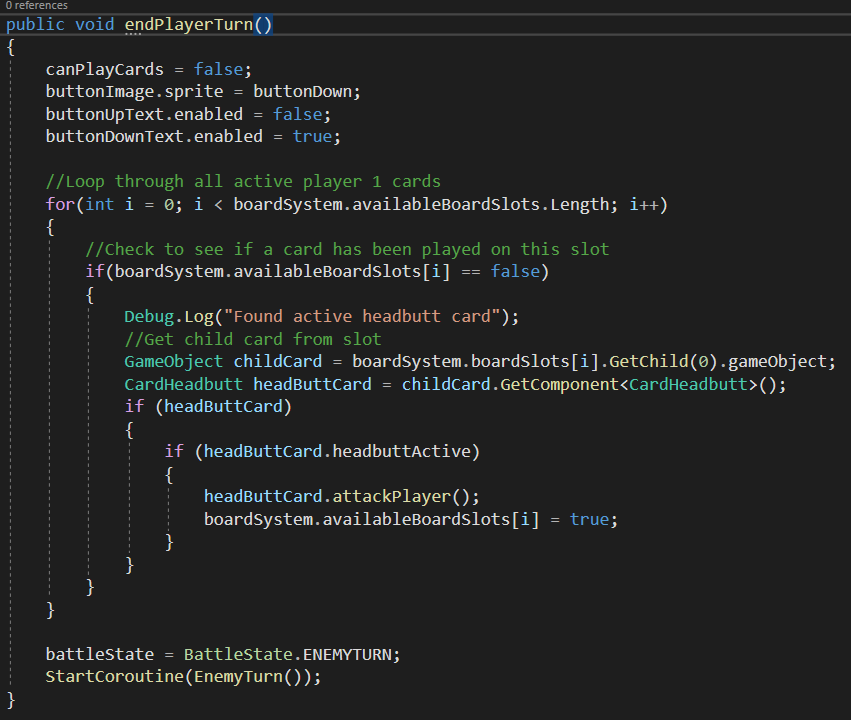 0 references
public void endPlayerTurn()
{
    canPlayCards = false;
    buttonImage.sprite = buttonDown;
    buttonUpText.enabled = false;
    buttonDownText.enabled = true;

    //Loop through all active player 1 cards
    for(int i = 0; i < boardSystem.availableBoardSlots.Length; i++)
    {
        //Check to see if a card has been played on this slot
        if(boardSystem.availableBoardSlots[i] == false)
        {
            Debug.Log("Found active headbutt card");
            //Get child card from slot
            GameObject childCard = boardSystem.boardSlots[i].GetChild(0).gameObject;
            CardHeadbutt headButtCard = childCard.GetComponent<CardHeadbutt>();
            if (headButtCard)
            {
                if (headButtCard.headbuttActive)
                {
                    headButtCard.attackPlayer();
                    boardSystem.availableBoardSlots[i] = true;
                }
            }
        }
    }

    battleState = BattleState.ENEMYTURN;
    StartCoroutine(EnemyTurn());
}